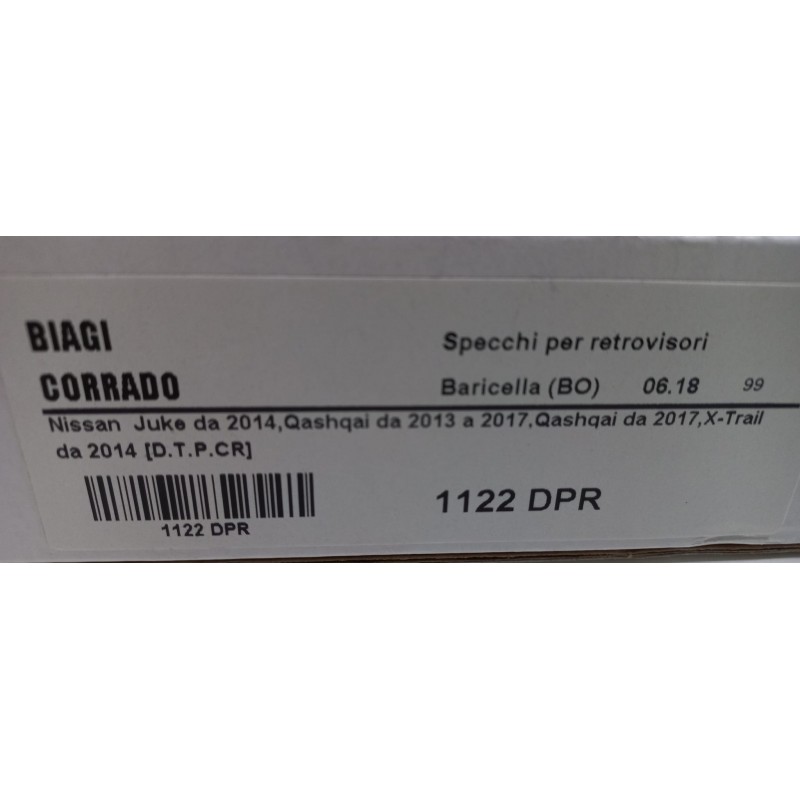 BIAGI
CORRADO
Specchi per retrovisori
Baricella (BO) 06.18 99
Nissan Juke da 2014,Qashqai da 2013 a 2017,Qashqai da 2017,X-Trail
da 2014 [D.T.P.CR]
1122 DPR
1122 DPR